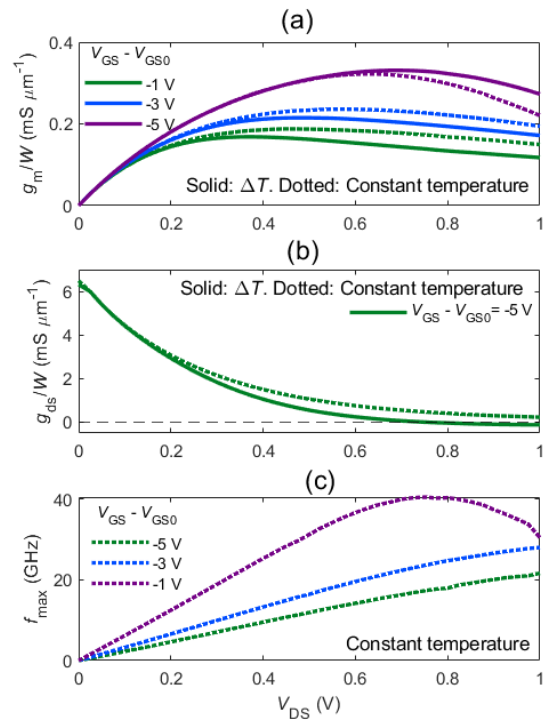 (a)
V_GS - V_GS0
-1 V
-3 V
-5 V
Solid: ΔT. Dotted: Constant temperature
g_m/W (mS μm⁻¹)
0.4
0.2
0
0 0.2 0.4 0.6 0.8 1
(b)
Solid: ΔT. Dotted: Constant temperature
V_GS - V_GS0= -5 V
g_ds/W (mS μm⁻¹)
6
4
2
0
0 0.2 0.4 0.6 0.8 1
(c)
V_GS - V_GS0
-5 V
-3 V
-1 V
Constant temperature
f_max (GHz)
40
20
0
0 0.2 0.4 0.6 0.8 1
V_DS (V)